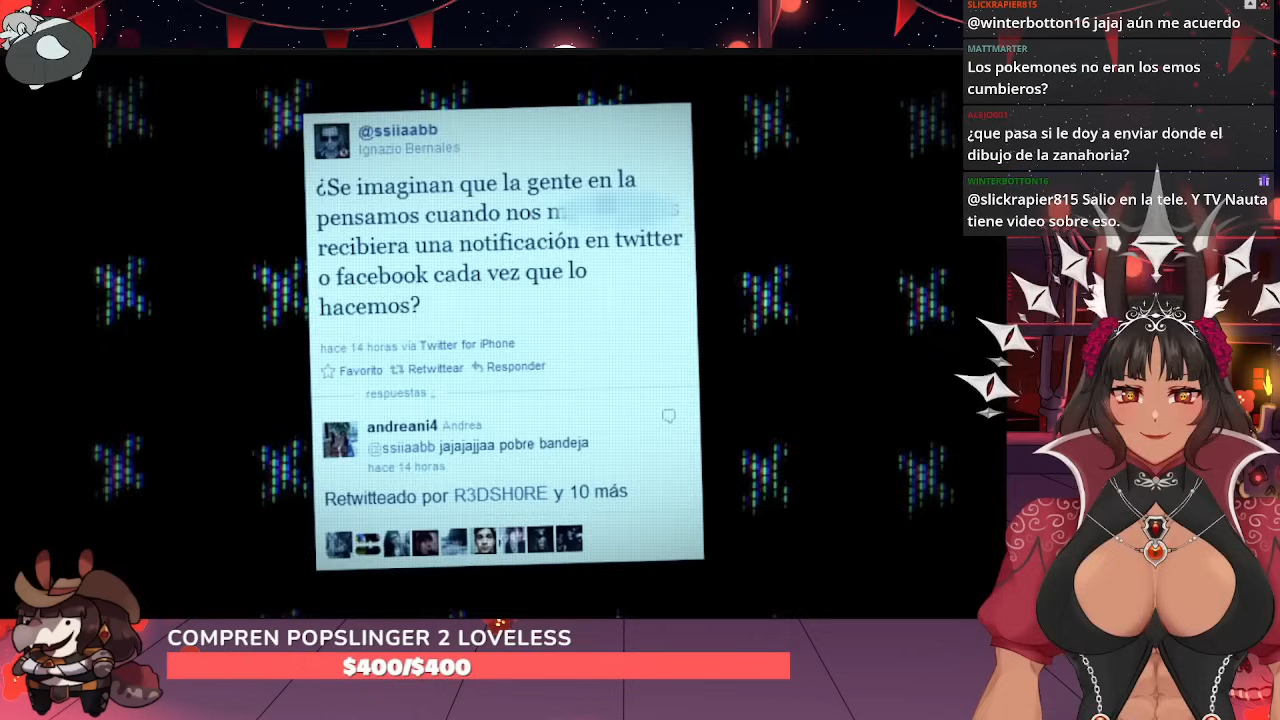 @ssiiaabb
Ignazio Bernales
¿Se imaginan que la gente en la
pensamos cuando nos
recibiera una notificación en twitter
o facebook cada vez que lo
hacemos?
hace 14 horas via Twitter for iPhone
Favorito Retwittear Responder
respuestas
andreani4 Andrea
@ssiiaabb jajajajjaa pobre bandeja
hace 14 horas
Retwitteado por R3DSH0RE y 10 más
SLICKRAPIER815
@winterbotton16 jajaj aún me acuerdo
MATTMARTER
Los pokemones no eran los emos
cumbieros?
¿que pasa si le doy a enviar donde el
dibujo de la zanahoria?
WINTERBOTTON16
@slickrapier815 Salio en la tele. Y TV Nauta
tiene video sobre eso.
COMPREN POPSLINGER 2 LOVELESS
$400/$400